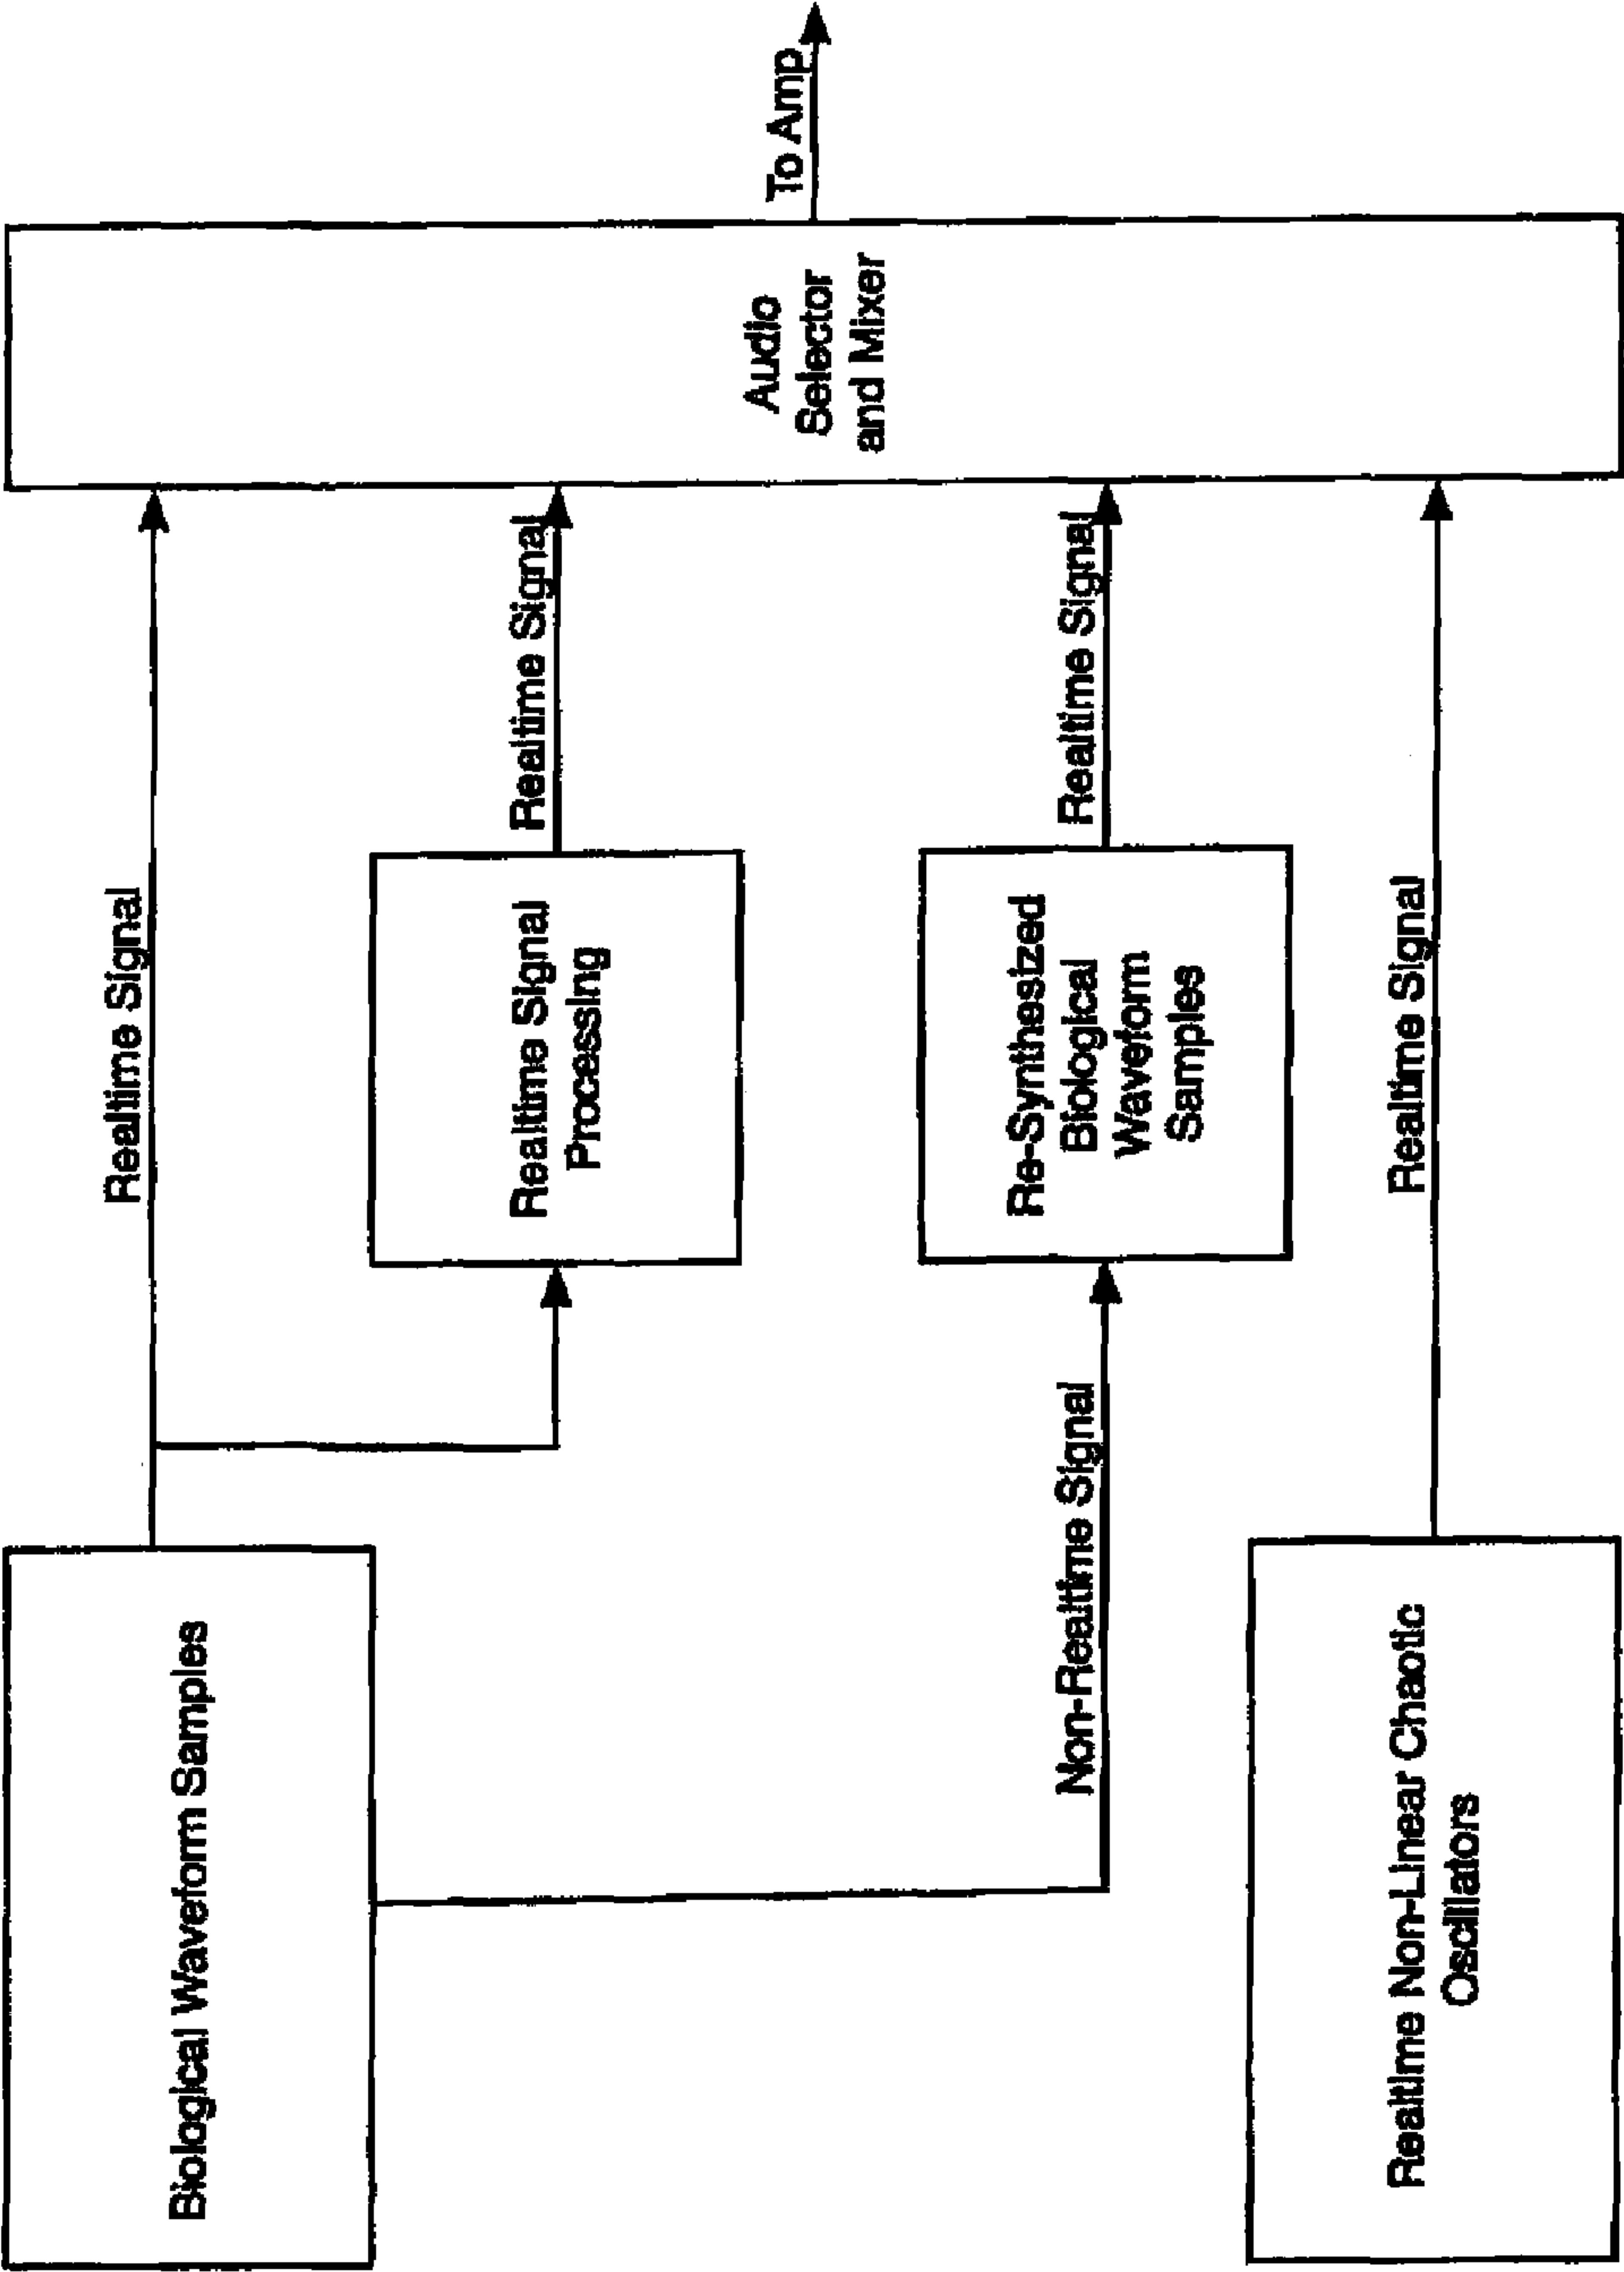 Biological Waveform Samples
Realtime Signal
Realtime Signal
Processing
Realtime Signal
Non-Realtime Signal
Re-Synthesized
Biological
Waveform
Samples
Realtime Signal
Realtime Non-Linear Chaotic
Oscillators
Realtime Signal
Audio
Selector
and Mixer
To Amp